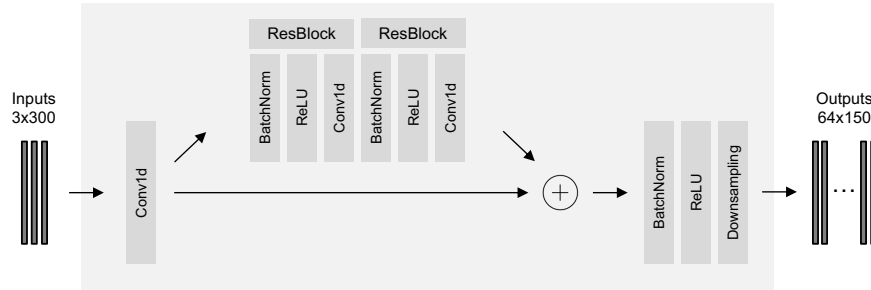 Inputs
3x300
Conv1d
ResBlock
ResBlock
BatchNorm
ReLU
Conv1d
BatchNorm
ReLU
Conv1d
BatchNorm
ReLU
Downsampling
Outputs
64x150